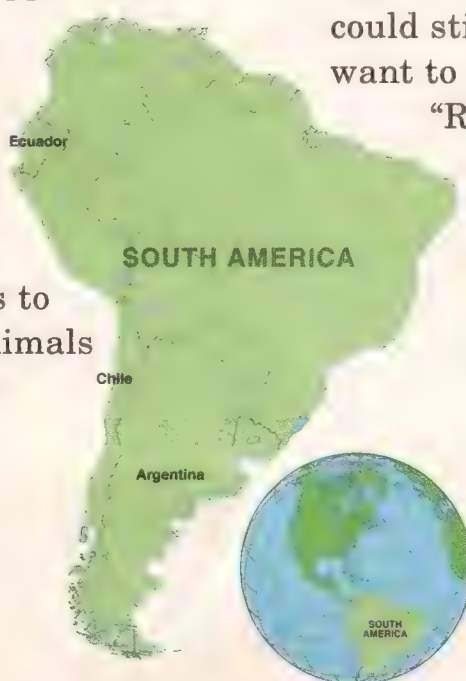 could sti
want to
“R
Ecuador
SOUTH AMERICA
s to
imals
Chile
Argentina
SOUTH
AMERICA